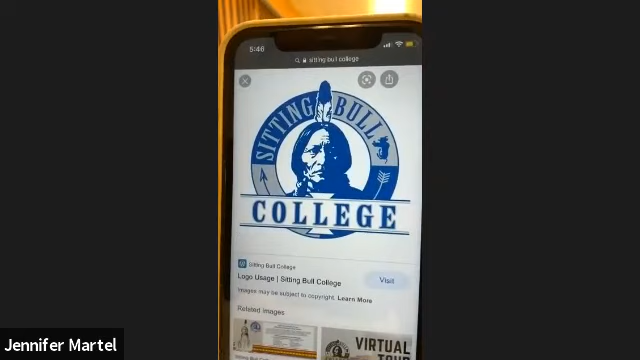 5:46
sitting bull college
SITTING BULL
COLLEGE
Sitting Bull College
Logo Usage | Sitting Bull College
Visit
Images may be subject to copyright. Learn More
Related images
VIRTUAL
Jennifer Martel